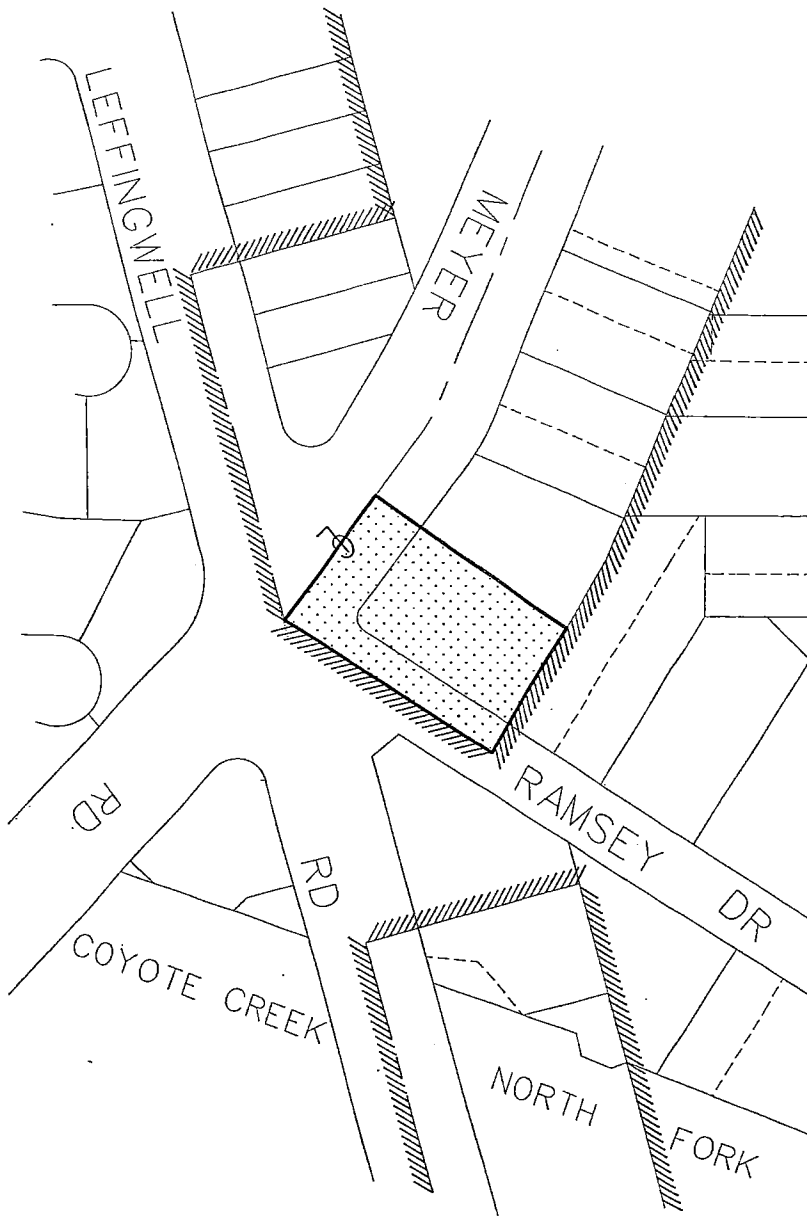 LEFFINGWELL
MEYER
RD
RD
RAMSEY DR
COYOTE CREEK
NORTH FORK